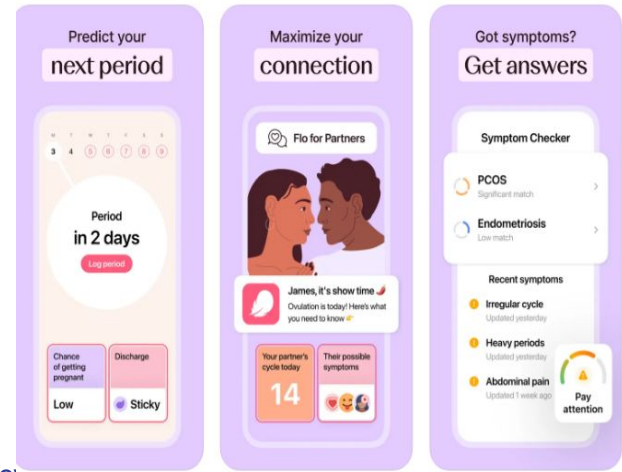 Predict your
next period
M T W T F S S
3 4 5 6 7 8 9
Period
in 2 days
Log period
Chance
of getting
pregnant
Low
Discharge
Sticky
Maximize your
connection
Flo for Partners
James, it's show time 🌶️
Ovulation is today! Here's what
you need to know 👉
Your partner's
cycle today
14
Their possible
symptoms
Got symptoms?
Get answers
Symptom Checker
PCOS
Significant match
Endometriosis
Low match
Recent symptoms
Irregular cycle
Updated yesterday
Heavy periods
Updated yesterday
Abdominal pain
Updated 1 week ago
Pay
attention